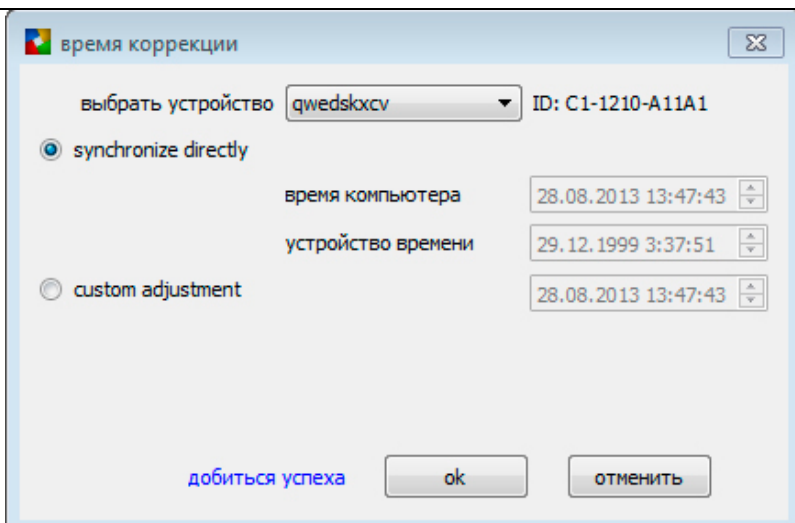 время коррекции
выбрать устройство qwedskxcv ID: C1-1210-A11A1
synchronize directly
время компьютера 28.08.2013 13:47:43
устройство времени 29.12.1999 3:37:51
custom adjustment 28.08.2013 13:47:43
добиться успеха ok отменить